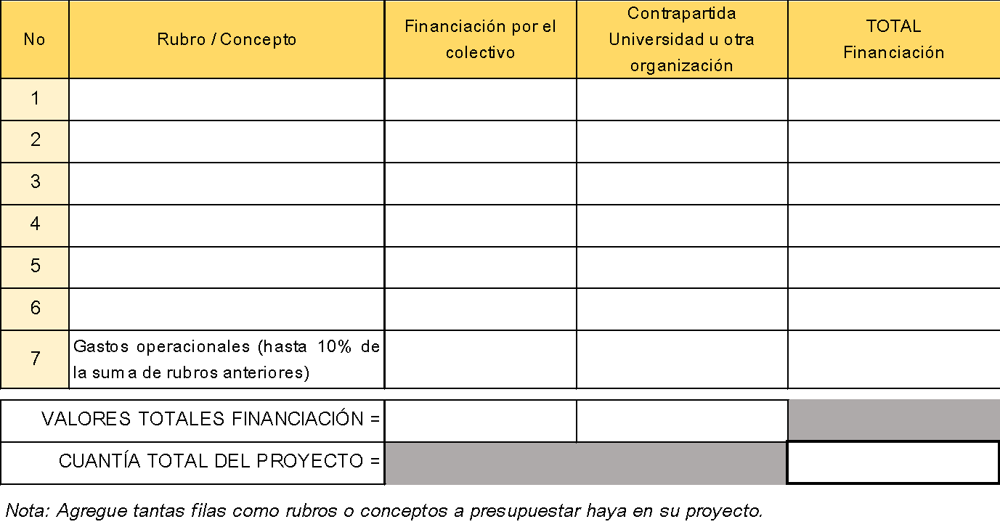 No
Rubro / Concepto
Financiación por el
colectivo
Contrapartida
Universidad u otra
organización
TOTAL
Financiación
1
2
3
4
5
6
7
Gastos operacionales (hasta 10% de
la suma de rubros anteriores)
VALORES TOTALES FINANCIACIÓN =
CUANTÍA TOTAL DEL PROYECTO =
Nota: Agregue tantas filas como rubros o conceptos a presupuestar haya en su proyecto.